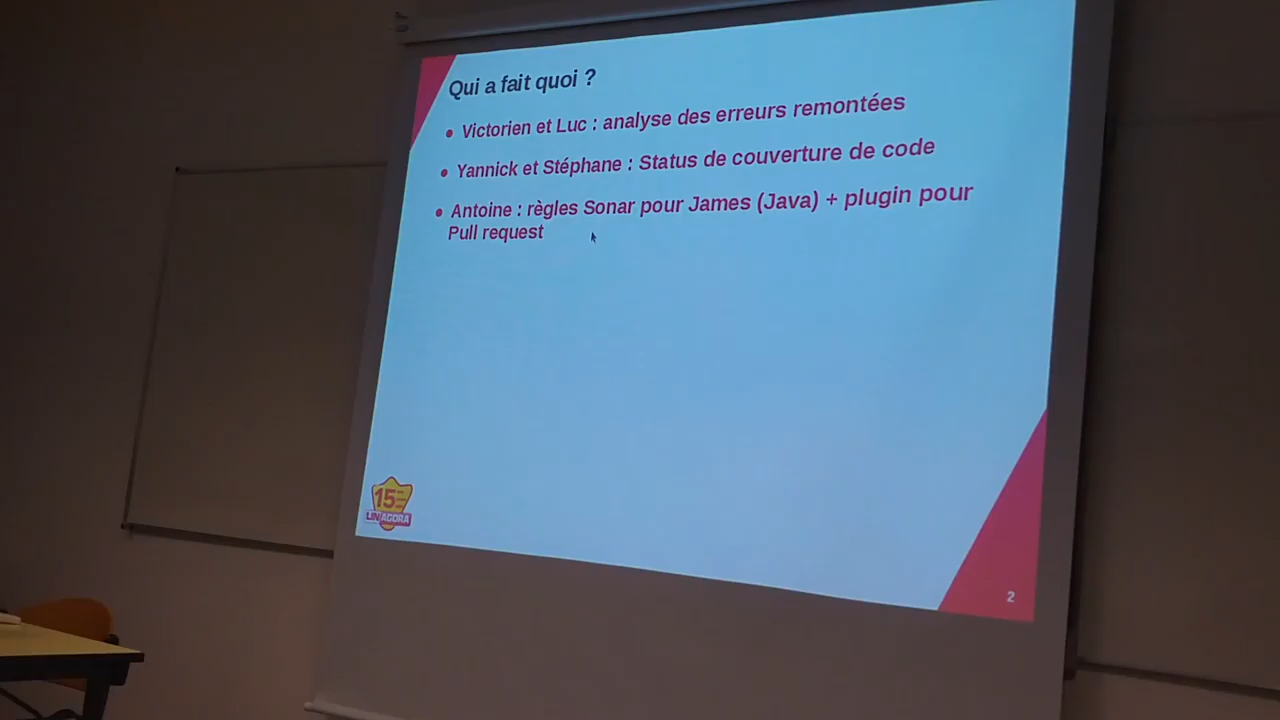 Qui a fait quoi ?
• Victorien et Luc : analyse des erreurs remontées
• Yannick et Stéphane : Status de couverture de code
• Antoine : règles Sonar pour James (Java) + plugin pour
Pull request
15
LINAGORA
2